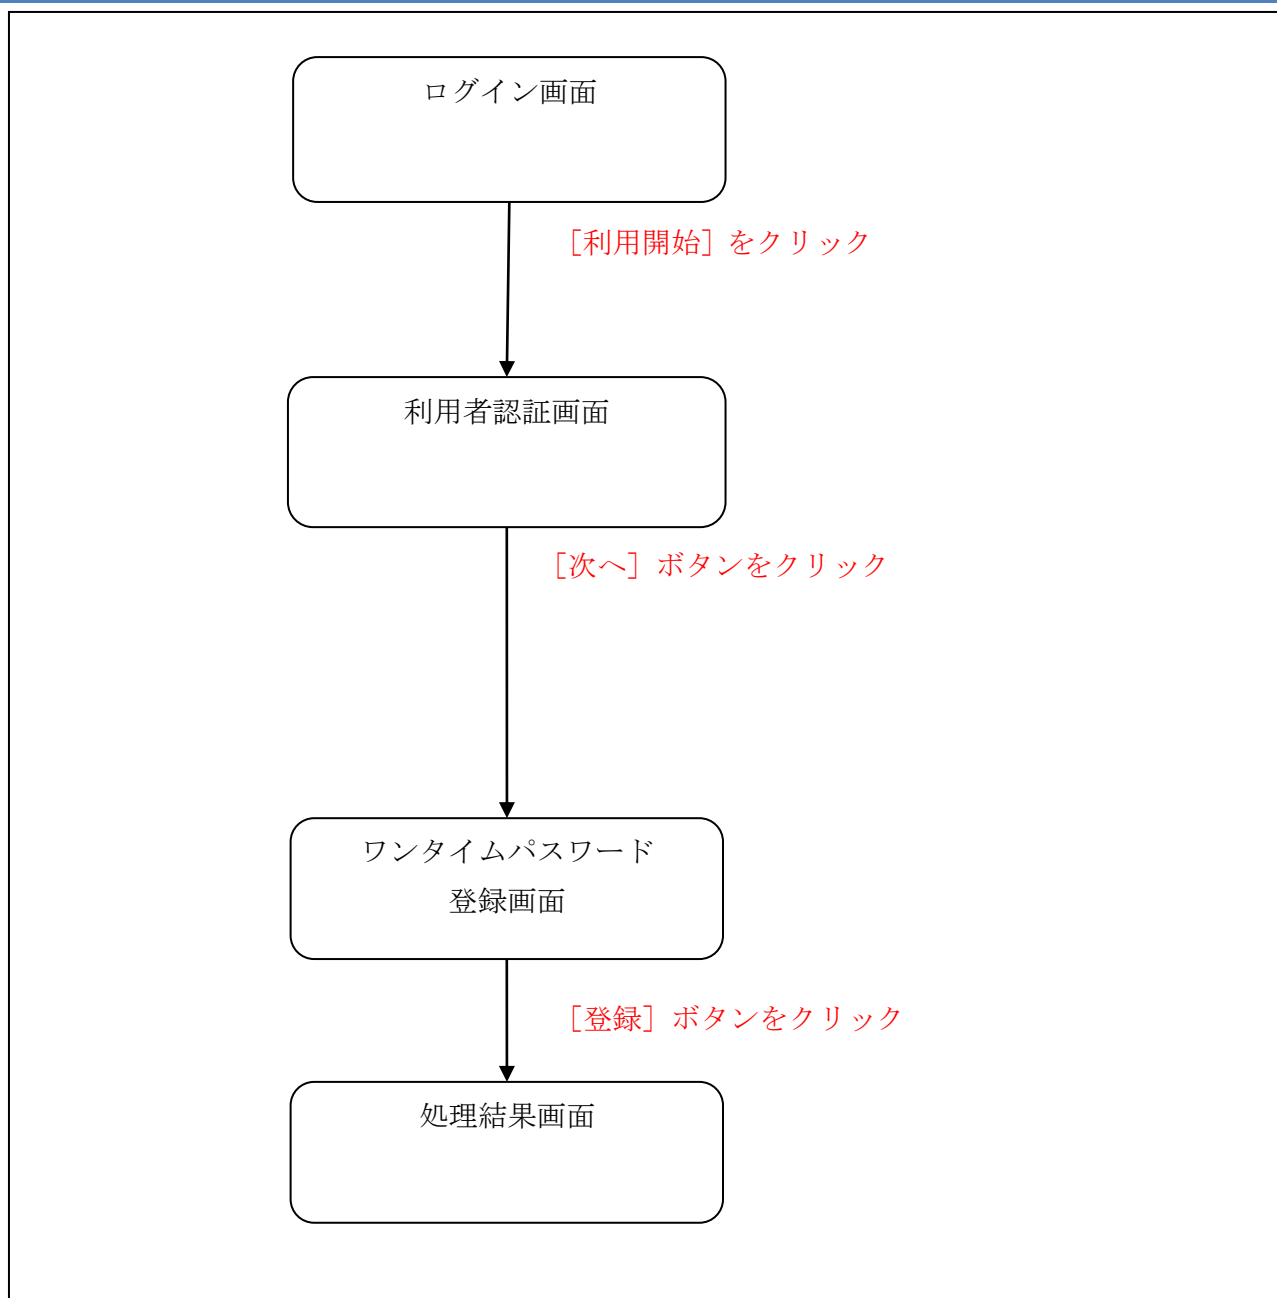 ログイン画面
［利用開始］をクリック
利用者認証画面
［次へ］ボタンをクリック
ワンタイムパスワード
登録画面
［登録］ボタンをクリック
処理結果画面